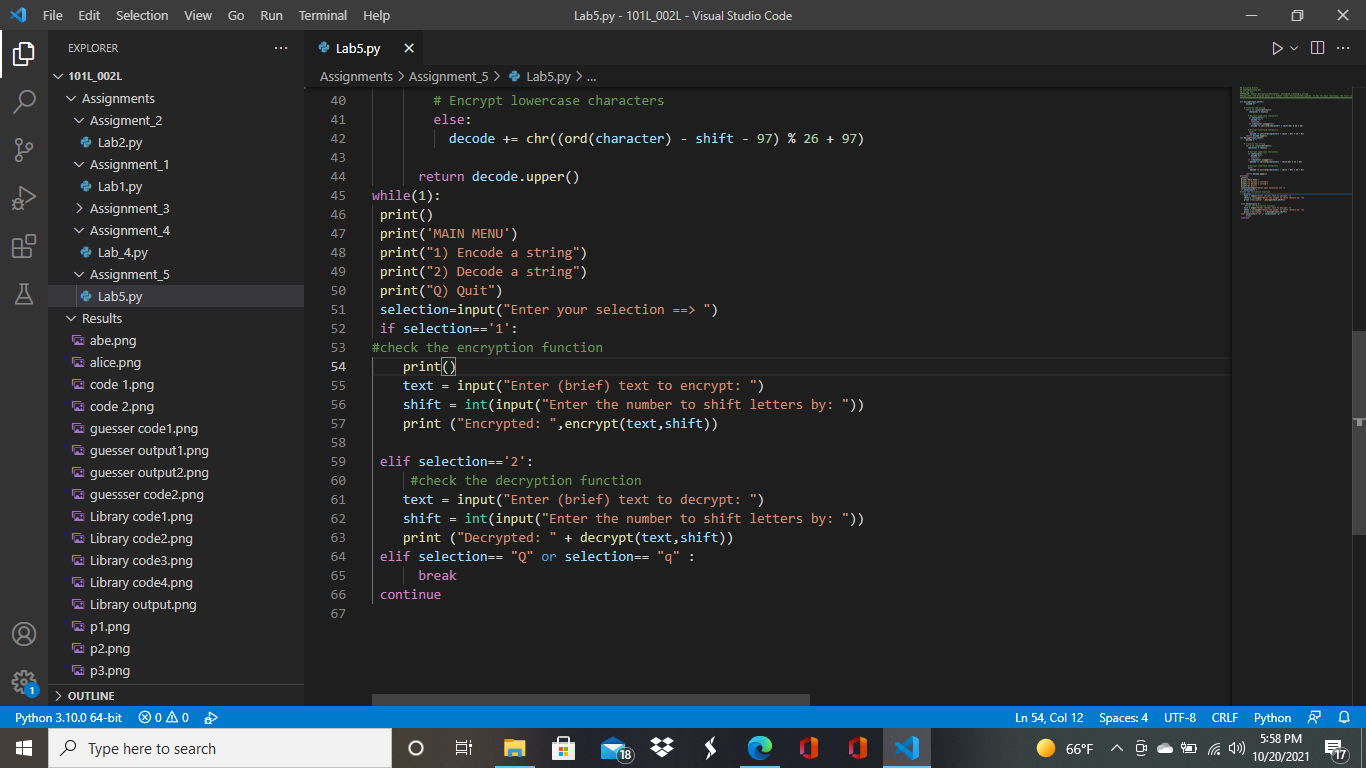 File Edit Selection View Go Run Terminal Help Lab5.py - 101L_002L - Visual Studio Code
EXPLORER
Lab5.py
101L_002L
Assignments > Assignment_5 > Lab5.py > ...
Assignments
Assigment_2
Lab2.py
Assignment_1
Lab1.py
Assignment_3
Assignment_4
Lab_4.py
Assignment_5
Lab5.py
Results
abe.png
alice.png
code 1.png
code 2.png
guesser code1.png
guesser output1.png
guesser output2.png
guessser code2.png
Library code1.png
Library code2.png
Library code3.png
Library code4.png
Library output.png
p1.png
p2.png
p3.png
OUTLINE
40 # Encrypt lowercase characters
41 else:
42 decode += chr((ord(character) - shift - 97) % 26 + 97)
43
44 return decode.upper()
45 while(1):
46 print()
47 print('MAIN MENU')
48 print("1) Encode a string")
49 print("2) Decode a string")
50 print("Q) Quit")
51 selection=input("Enter your selection ==> ")
52 if selection=='1':
53 #check the encryption function
54 print()
55 text = input("Enter (brief) text to encrypt: ")
56 shift = int(input("Enter the number to shift letters by: "))
57 print ("Encrypted: ",encrypt(text,shift))
58
59 elif selection=='2':
60 #check the decryption function
61 text = input("Enter (brief) text to decrypt: ")
62 shift = int(input("Enter the number to shift letters by: "))
63 print ("Decrypted: " + decrypt(text,shift))
64 elif selection== "Q" or selection== "q" :
65 break
66 continue
67
1
Python 3.10.0 64-bit 0 0 Ln 54, Col 12 Spaces: 4 UTF-8 CRLF Python
Type here to search 18 66°F 5:58 PM
10/20/2021 17